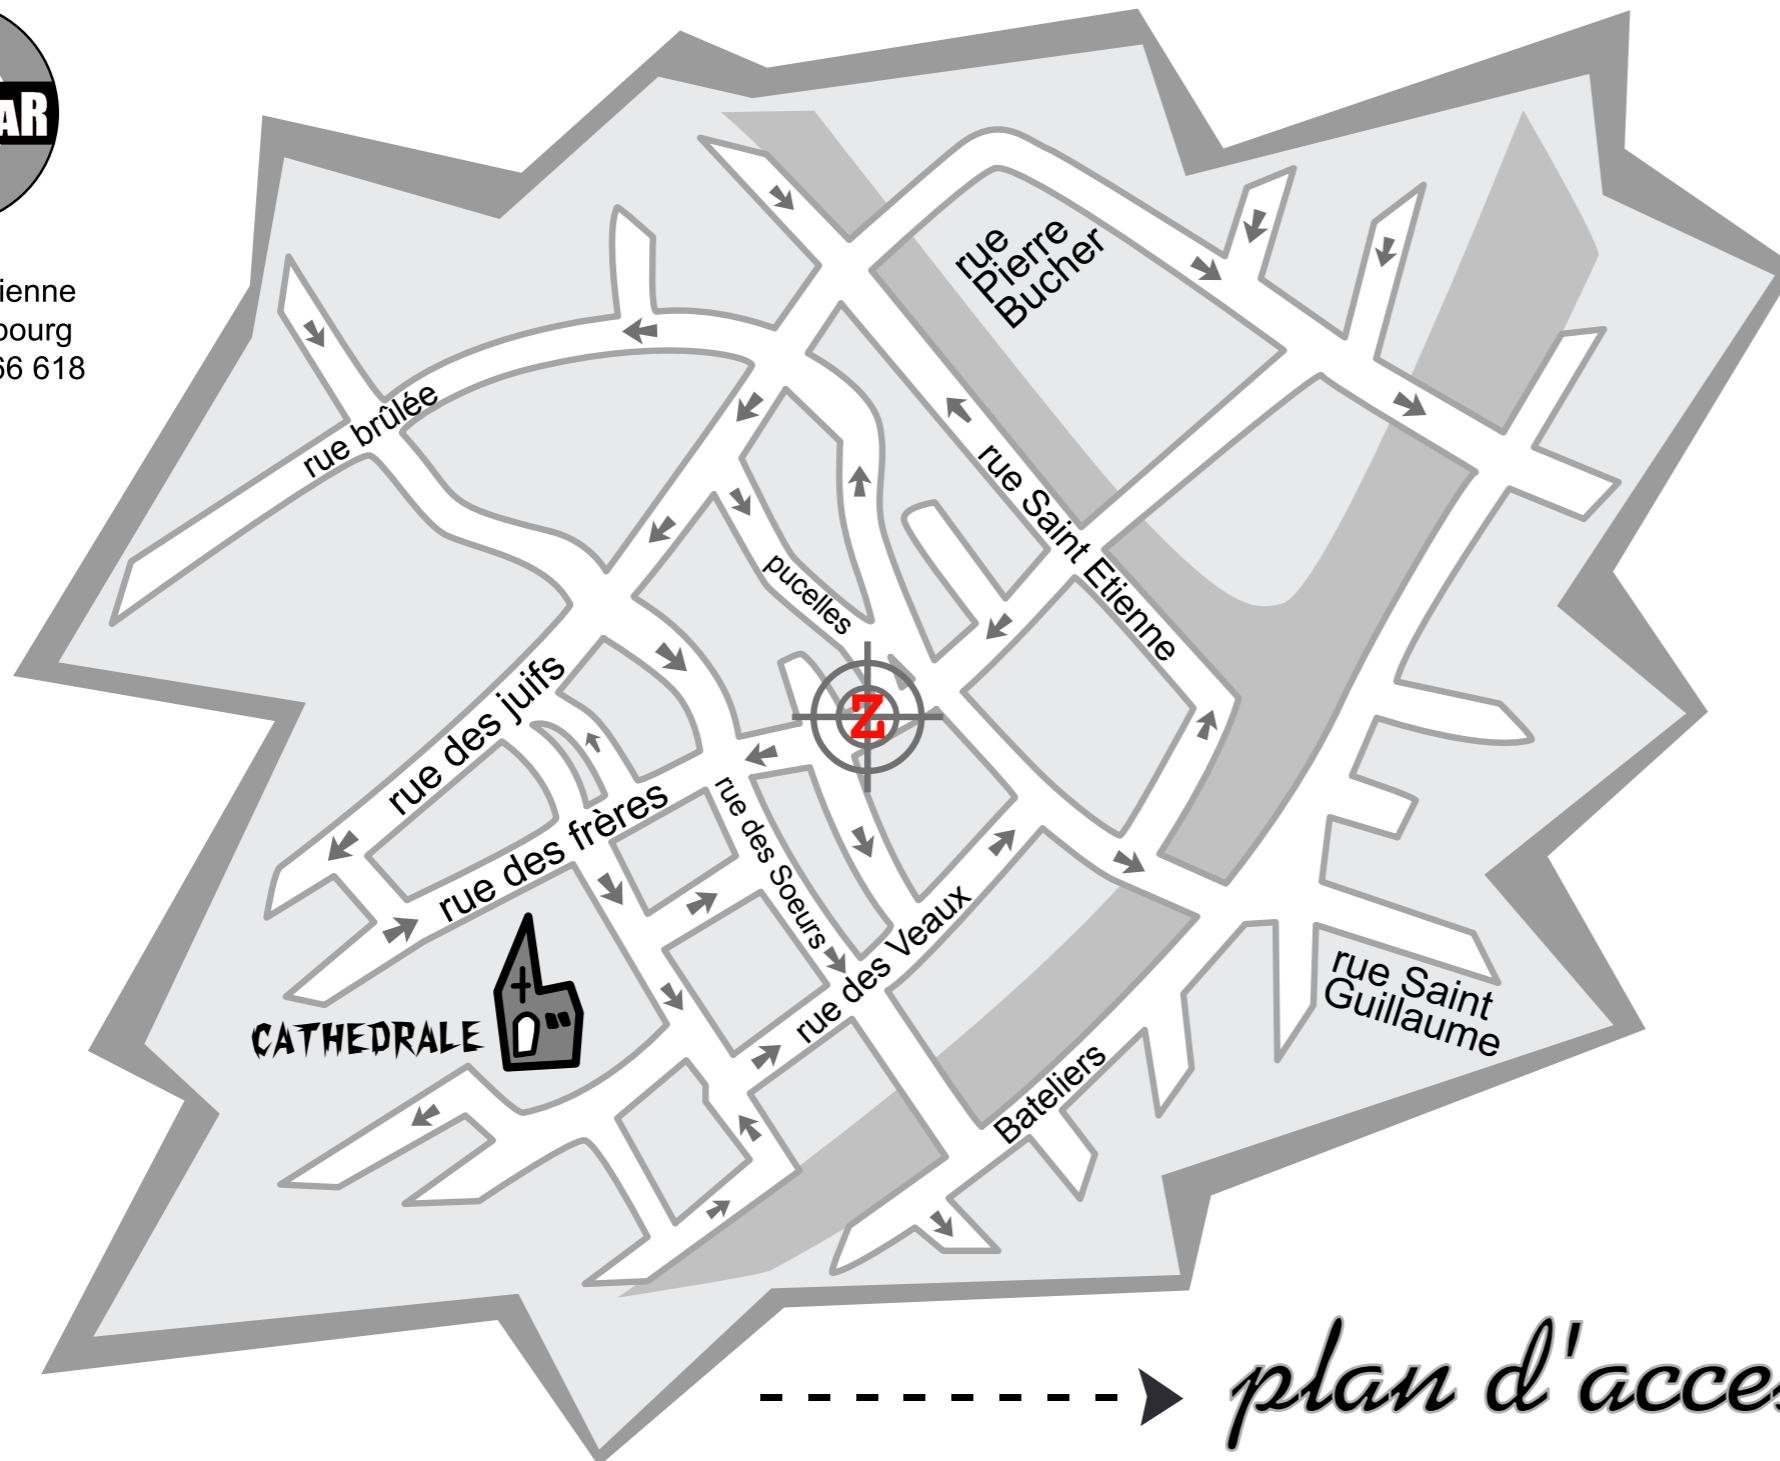 aR
ienne
bourg
66 618
rue
Pierre
Bucher
rue brûlée
rue Saint Etienne
pucelles
Z
rue des juifs
rue des frères
rue des Soeurs
rue des Veaux
CATHEDRALE
rue Saint
Guillaume
Bateliers
plan d'acce